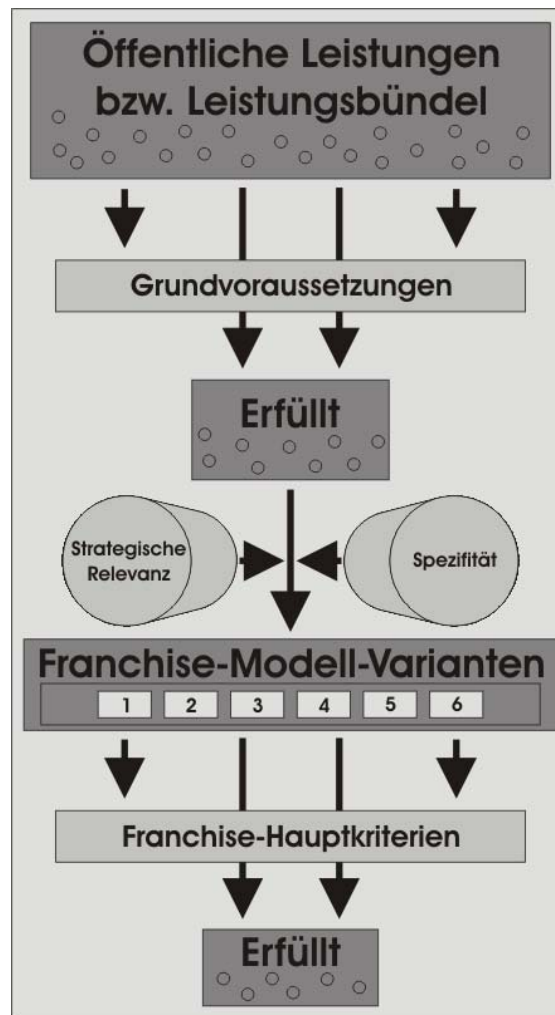 Öffentliche Leistungen
bzw. Leistungsbündel
Grundvoraussetzungen
Erfüllt
Strategische
Relevanz
Spezifität
Franchise-Modell-Varianten
1 2 3 4 5 6
Franchise-Hauptkriterien
Erfüllt